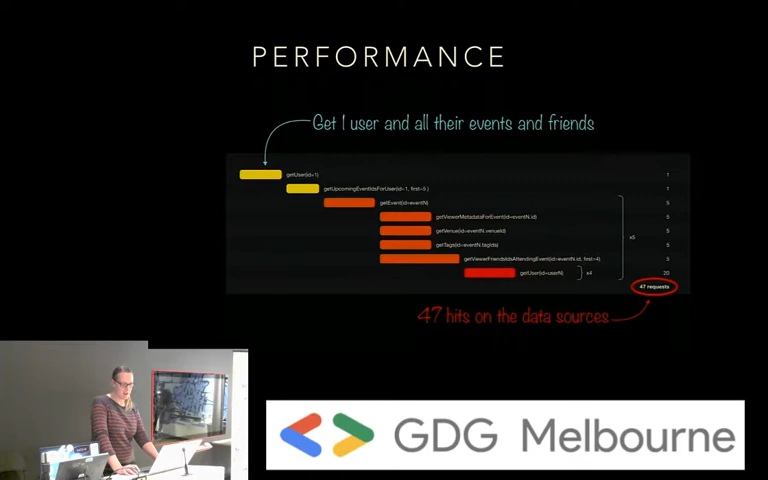 PERFORMANCE
Get 1 user and all their events and friends
getUser(id=1) 1
getUpcomingEventIdsForUser(id=1, first=5 ) 1
getEvent(id=eventN) 5
getViewerMetadataForEvent(id=eventN.id) 5
getVenue(id=eventN.venueId) 5
x5
getTags(id=eventN.tagIds) 5
getViewerFriendsIdsAttendingEvent(id=eventN.id, first=4) 5
getUser(id=userN) x4 20
47 requests
47 hits on the data sources
GDG Melbourne